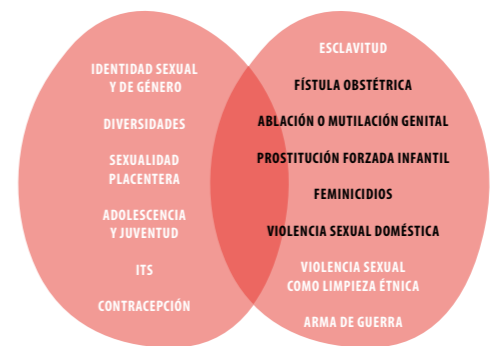 IDENTIDAD SEXUAL
Y DE GÉNERO
DIVERSIDADES
SEXUALIDAD
PLACENTERA
ADOLESCENCIA
Y JUVENTUD
ITS
CONTRACEPCIÓN
ESCLAVITUD
FÍSTULA OBSTÉTRICA
ABLACIÓN O MUTILACIÓN GENITAL
PROSTITUCIÓN FORZADA INFANTIL
FEMINICIDIOS
VIOLENCIA SEXUAL DOMÉSTICA
VIOLENCIA SEXUAL
COMO LIMPIEZA ÉTNICA
ARMA DE GUERRA